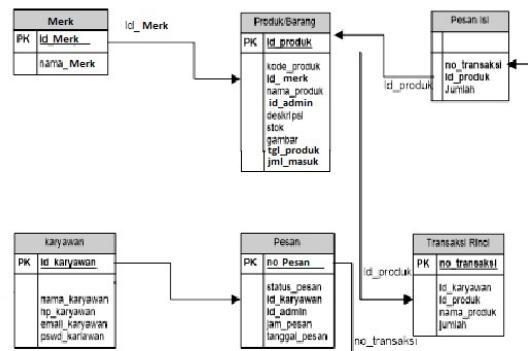 Merk
PK Id_Merk
nama_Merk
Id_Merk
Produk/Barang
PK Id_produk
kode_produk
Id_merk
nama_produk
id_admin
deskripsi
stok
gambar
tgl_produk
jml_masuk
Pesan Isi
no_transaksi
Id_produk
Jumlah
Id_produk
karyawan
PK Id_karyawan
nama_karyawan
np_karyawan
email_karyawan
pswd_kariawan
Pesan
PK no_Pesan
status_pesan
Id_karyawan
Id_admin
jam_pesan
tanggal_pesan
Id_produk
no_transaksi
Transaksi Rinci
PK no_transaksi
Id_karyawan
Id_produk
nama_produk
jumlah